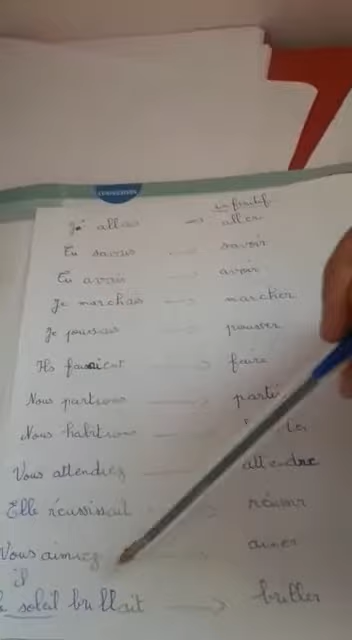 infinitif
J' allais → aller
Tu savais → savoir
Tu avais → avoir
Je marchais → marcher
Je poussais → pousser
Ils faisaient → faire
Nous partions → partir
Nous habitions
Vous attendiez → attendre
Elle réussissait → réussir
Vous aimiez → aimer
il
le soleil brillait → briller